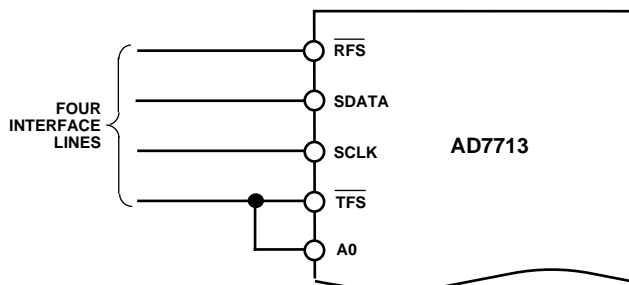 RFS
SDATA
FOUR
INTERFACE
LINES
SCLK
AD7713
TFS
A0